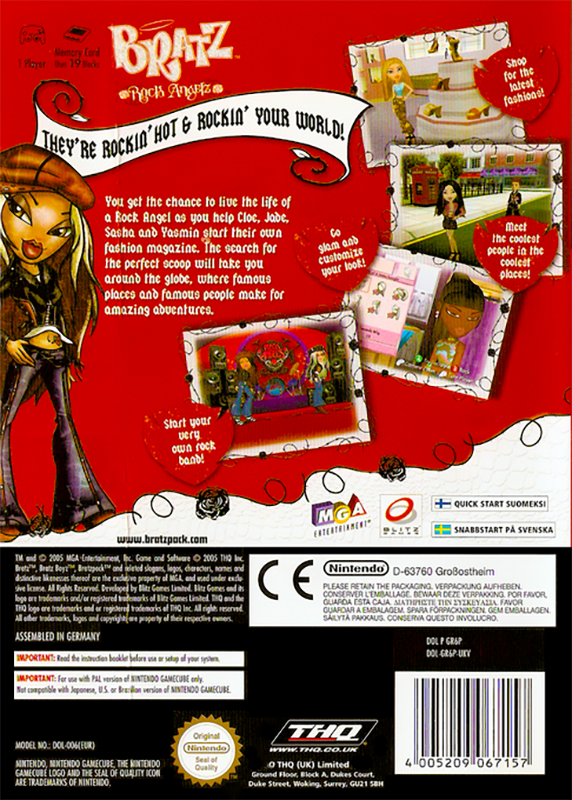 1 Player
Memory Card
thus 19 Blocks
BRATZ™
Rock Angelz™
THEY'RE ROCKIN' HOT & ROCKIN' YOUR WORLD!
You get the chance to live the life of
a Rock Angel as you help Cloe, Jade,
Sasha and Yasmin start their own
fashion magazine. The search for
the perfect scoop will take you
around the globe, where famous
places and famous people make for
amazing adventures.
Shop
for the
latest
fashions!
Meet
the coolest
people in the
coolest
places!
Go
glam and
customize
your look!
Start your
very
own rock
band!
www.bratzpack.com
MGA
ENTERTAINMENT™
BLITZ
QUICK START SUOMEKSI
SNABBSTART PÅ SVENSKA
TM and © 2005 MGA Entertainment, Inc. Game and Software © 2005 THQ Inc.
Bratz™, Bratz Boyz™, Bratzpack™ and related slogans, logos, characters, names and
distinctive likenesses thereof are the exclusive property of MGA, and used under exclu-
sive license. All Rights Reserved. Developed by Blitz Games Limited. Blitz Games and its
logo are trademarks and/or registered trademarks of Blitz Games Limited. THQ and the
THQ logo are trademarks and or registered trademarks of THQ Inc. All rights reserved.
All other trademarks, logos and copyrights are property of their respective owners.
ASSEMBLED IN GERMANY
IMPORTANT: Read the instruction booklet before use or setup of your system.
IMPORTANT: For use with PAL version of NINTENDO GAMECUBE only.
Not compatible with Japanese, U.S. or Brazilian version of NINTENDO GAMECUBE.
CE
Nintendo D-63760 Großostheim
PLEASE RETAIN THE PACKAGING. VERPACKUNG AUFHEBEN.
CONSERVER L'EMBALLAGE. BEWAAR DEZE VERPAKKING. POR FAVOR,
GUARDA ESTA CAJA. ΔΙΑΤΗΡΗΣΤΕ ΤΗΝ ΣΥΣΚΕΥΑΣΙΑ. FAVOR
GUARDAR A EMBALAGEM. SPARA FÖRPACKNINGEN. GEM EMBALLAGEN.
SÄILYTÄ PAKKAUS. CONSERVA QUESTO INVOLUCRO.
DOL P GR6P
DOL-GR6P-UKV
MODEL NO.: DOL-006(EUR)
NINTENDO, NINTENDO GAMECUBE, THE NINTENDO
GAMECUBE LOGO AND THE SEAL OF QUALITY ICON
ARE TRADEMARKS OF NINTENDO.
Original
Nintendo
Seal of
Quality
THQ
WWW.THQ.CO.UK
© THQ (UK) Limited
Ground Floor, Block A, Dukes Court,
Duke Street, Woking, Surrey, GU21 5BH
4 005209 067157